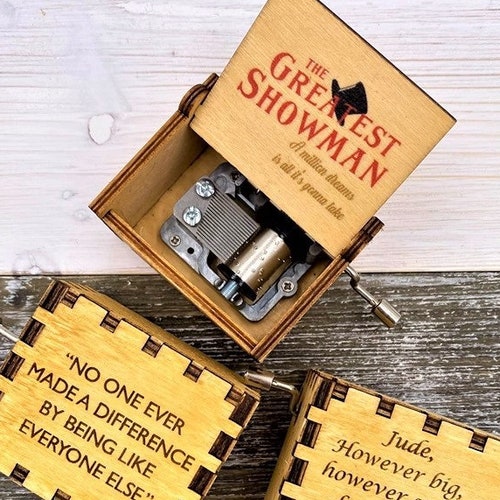 THE
GREATEST
SHOWMAN
A million dreams
is all it's gonna take
"NO ONE EVER
MADE A DIFFERENCE
BY BEING LIKE
EVERYONE ELSE."
Jude,
However big,
however